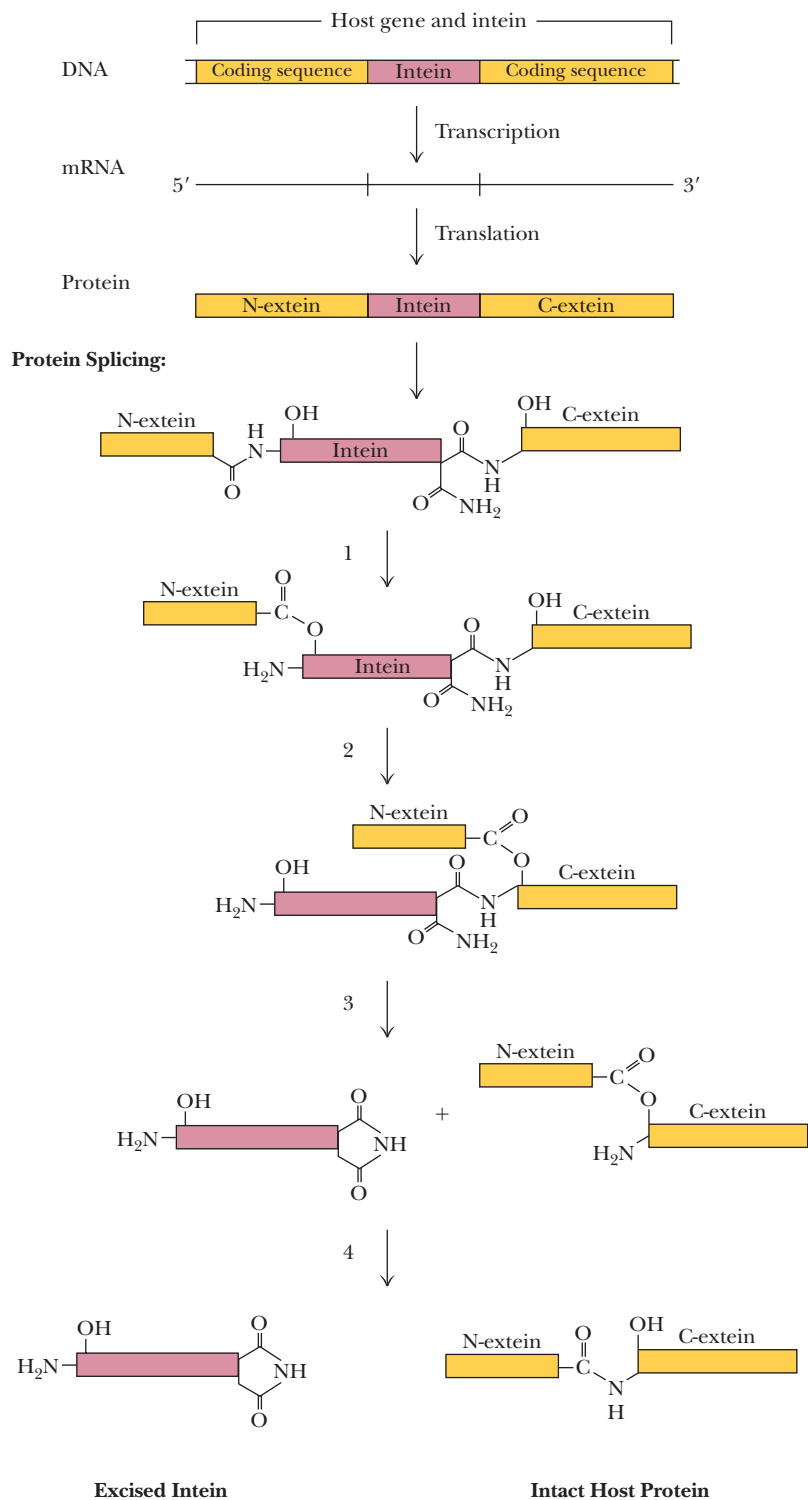 Host gene and intein
DNA
Coding sequence Intein Coding sequence
Transcription
mRNA
5′ 3′
Translation
Protein
N-extein Intein C-extein
Protein Splicing:
N-extein
H
N
O
OH
Intein
O
N
H
O
NH₂
OH
C-extein
1
N-extein
O
C
O
H₂N
Intein
O
N
H
O
NH₂
OH
C-extein
2
N-extein
C
O
O
OH
H₂N
O
N
H
O
NH₂
C-extein
3
OH
H₂N
O
NH
O
+
N-extein
C
O
O
H₂N
C-extein
4
OH
H₂N
O
NH
O
N-extein
O
C
N
H
OH
C-extein
Excised Intein
Intact Host Protein